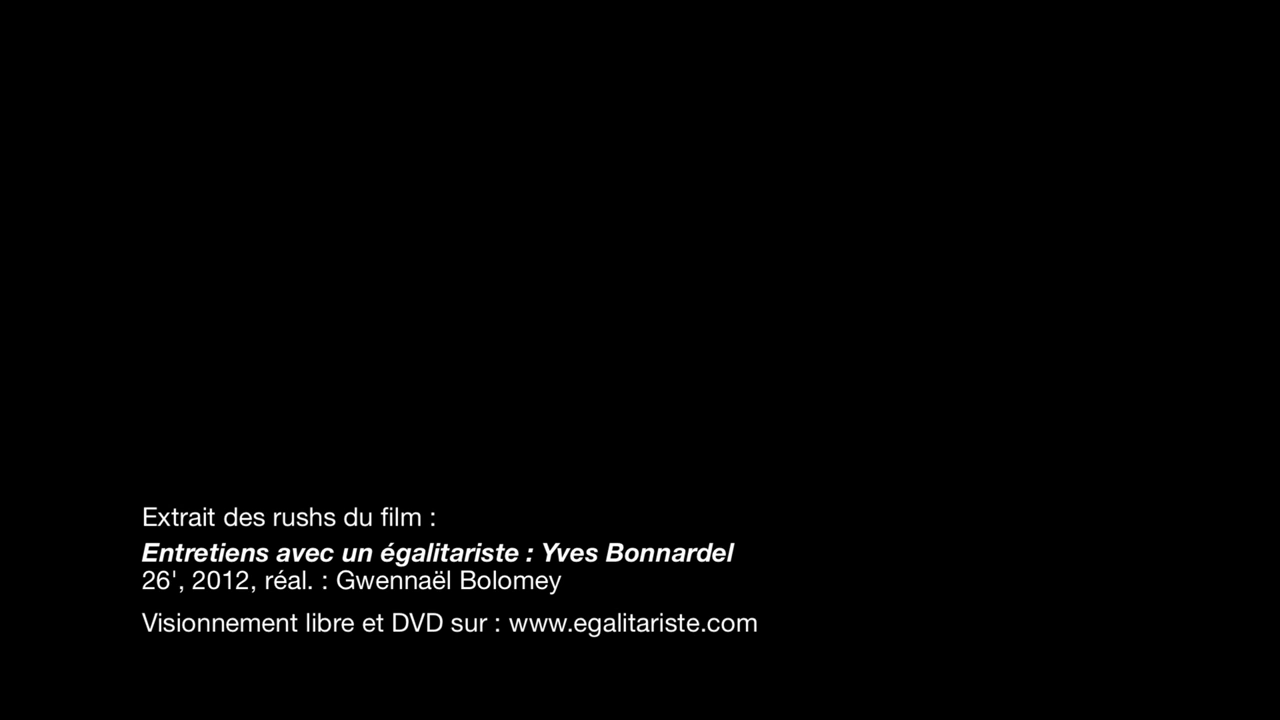 Extrait des rushs du film :
Entretiens avec un égalitariste : Yves Bonnardel
26', 2012, réal. : Gwennaël Bolomey
Visionnement libre et DVD sur : www.egalitariste.com